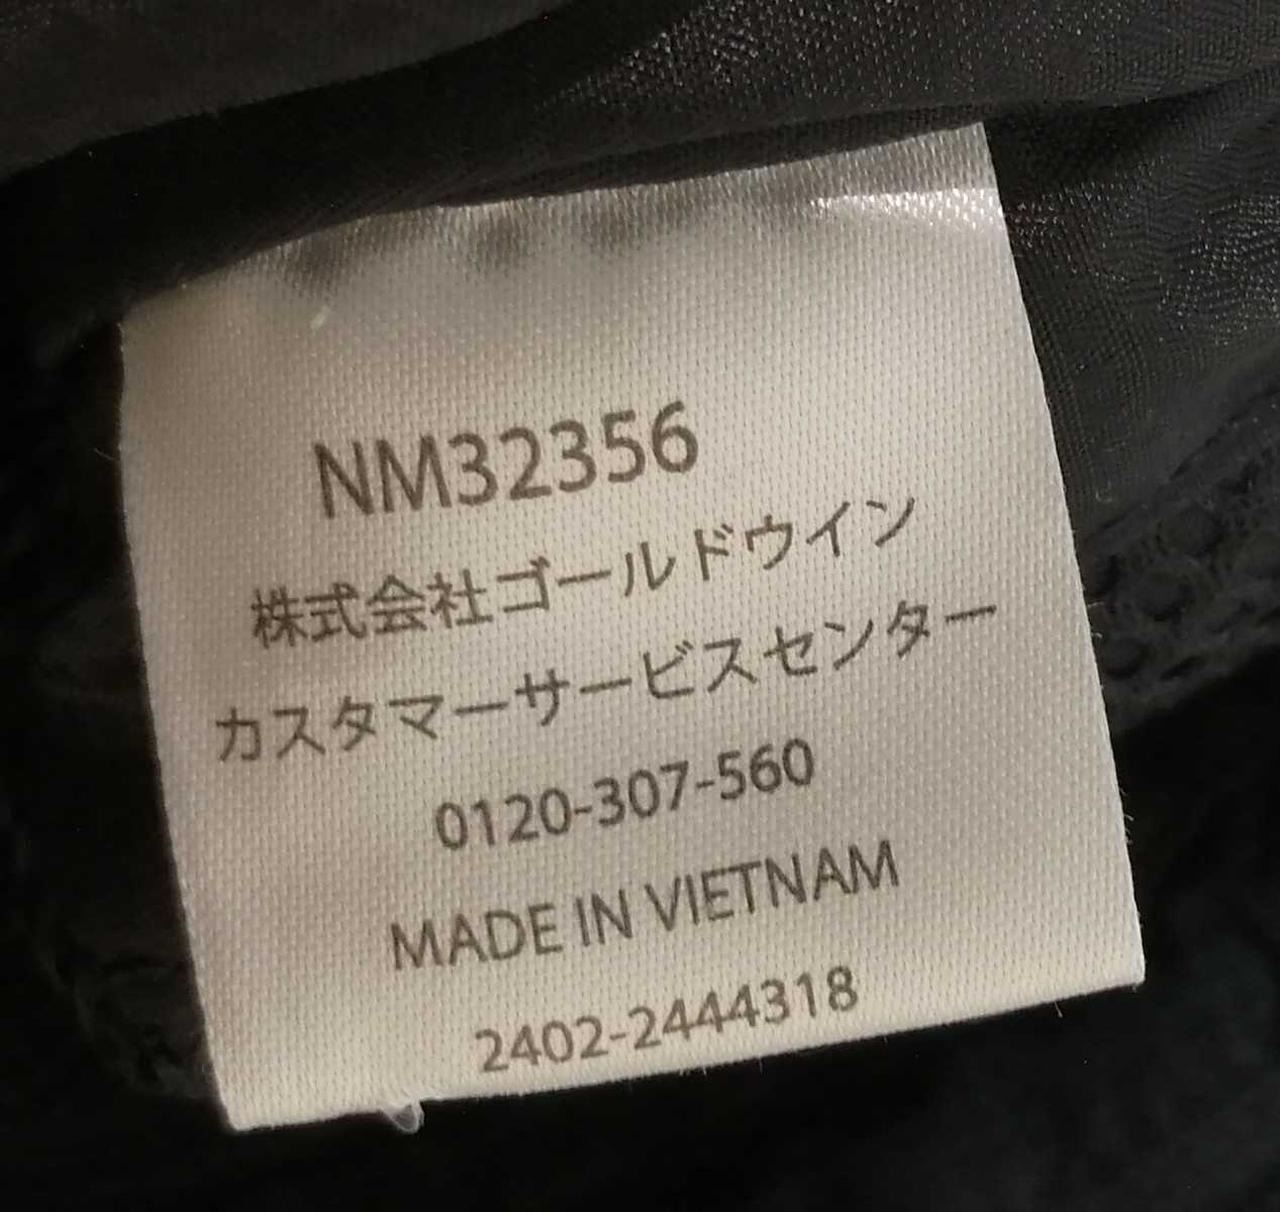 NM32356
株式会社ゴールドウイン
カスタマーサービスセンター
0120-307-560
MADE IN VIETNAM
2402-2444318